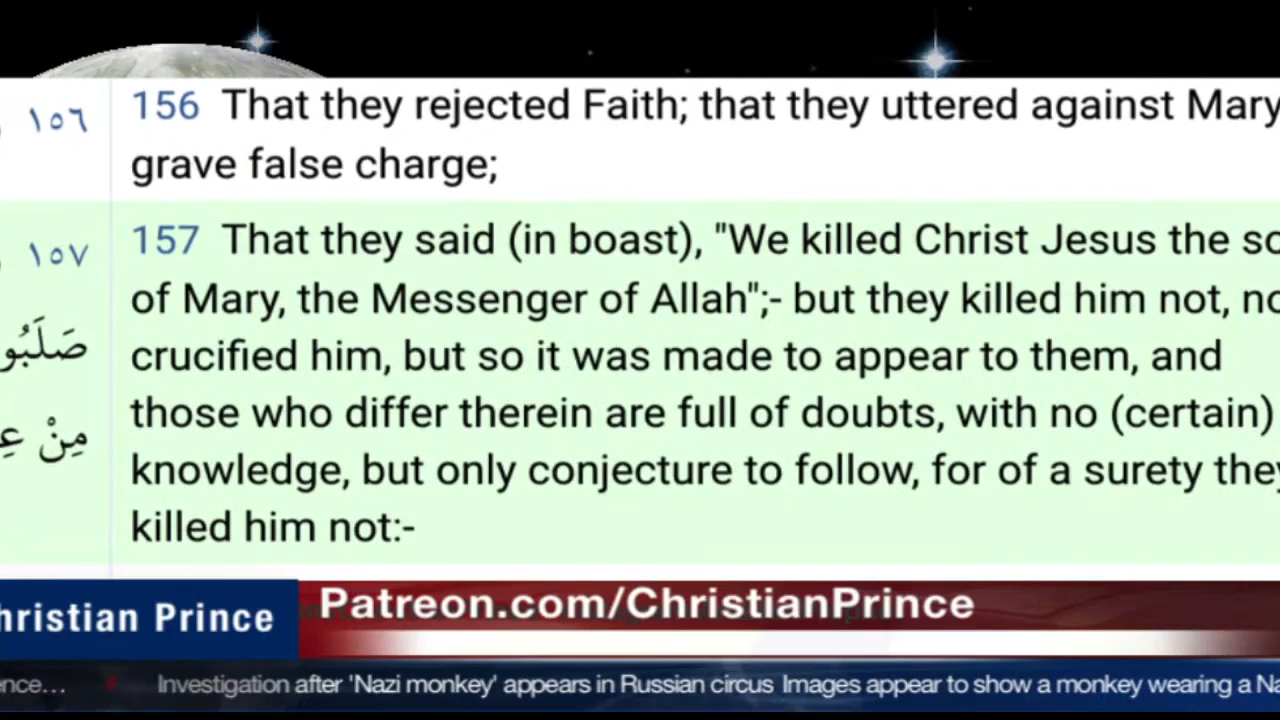 ١٥٦ 156 That they rejected Faith; that they uttered against Mary
grave false charge;
١٥٧ 157 That they said (in boast), "We killed Christ Jesus the
of Mary, the Messenger of Allah";- but they killed him not,
صَلَبُو crucified him, but so it was made to appear to them, and
those who differ therein are full of doubts, with no (certain)
مِنْ knowledge, but only conjecture to follow, for of a surety they
killed him not:-
hristian Prince Patreon.com/ChristianPrince
ence... Investigation after 'Nazi monkey' appears in Russian circus Images appear to show a monkey wearing a